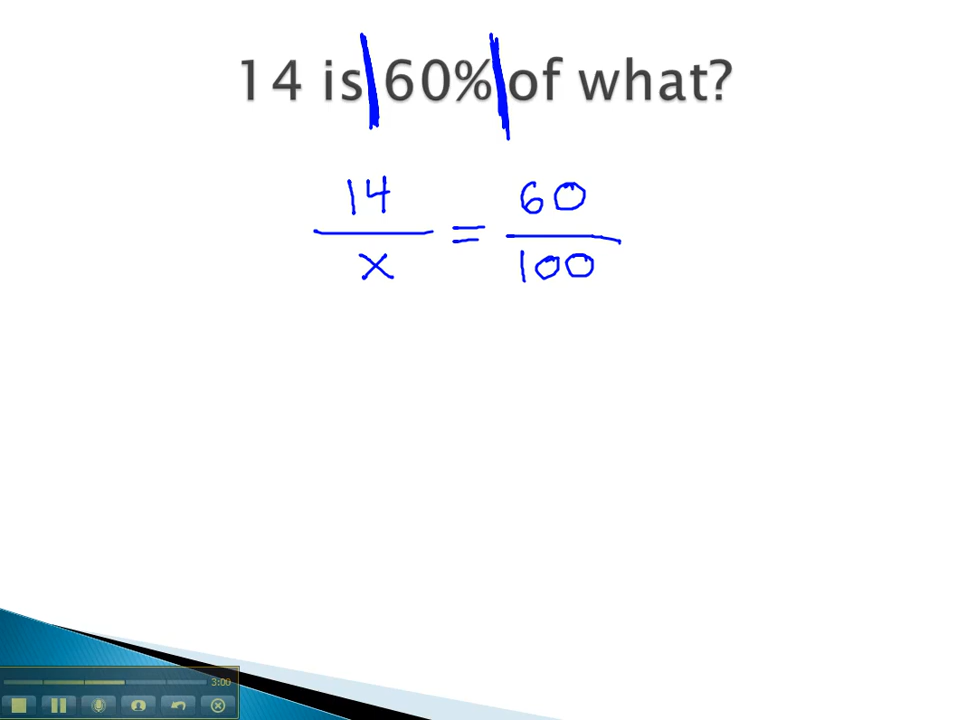 14 is 60% of what?
14 = 60
x 100
3:00